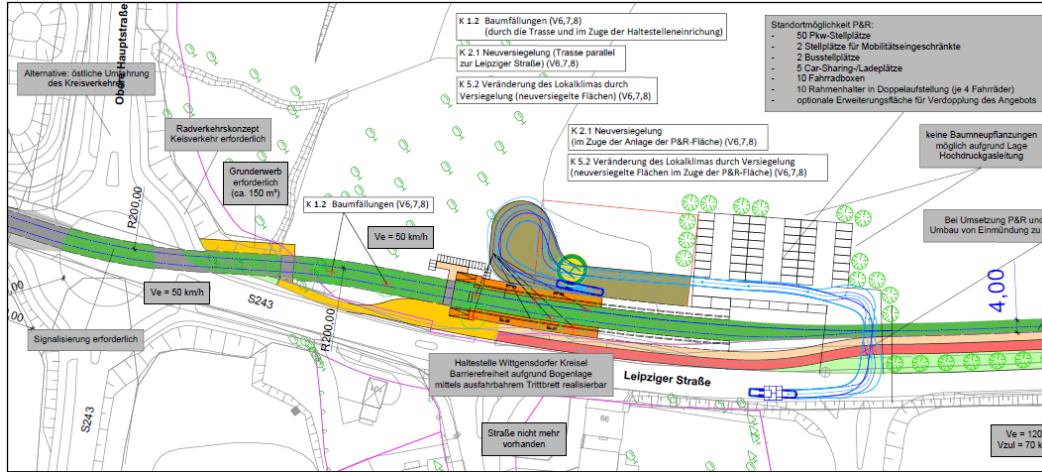 K 1.2 Baumfällungen (V6,7,8)
(durch die Trasse und im Zuge der Haltestelleneinrichung)
K 2.1 Neuversiegelung (Trasse parallel
zur Leipziger Straße) (V6,7,8)
K 5.2 Veränderung des Lokalklimas durch
Versiegelung (neuversiegelte Flächen) (V6,7,8)
Standortmöglichkeit P&R:
- 50 Pkw-Stellplätze
- 2 Stellplätze für Mobilitätseingeschränkte
- 2 Busstellplätze
- 5 Car-Sharing-/Ladeplätze
- 10 Fahrradboxen
- 10 Rahmenhalter in Doppelaufstellung (je 4 Fahrräder)
- optionale Erweiterungsfläche für Verdopplung des Angebots
Obere Hauptstraße
Alternative: östliche Umfahrung
des Kreisverkehrs
Radverkehrskonzept
Keisverkehr erforderlich
Grunderwerb
erforderlich
(ca. 150 m²)
K 2.1 Neuversiegelung
(im Zuge der Anlage der P&R-Fläche) (V6,7,8)
K 5.2 Veränderung des Lokalklimas durch Versiegelung
(neuversiegelte Flächen im Zuge der P&R-Fläche) (V6,7,8)
keine Baumneupflanzungen
möglich aufgrund Lage
Hochdruckgasleitung
K 1.2 Baumfällungen (V6,7,8)
Bei Umsetzung P&R und
Umbau von Einmündung zu
R200,00
Ve = 50 km/h
Ve = 50 km/h
S243
R200,00
4,00
Signalisierung erforderlich
Haltestelle Wittgensdorfer Kreisel
Barrierefreiheit aufgrund Bogenlage
mittels ausfahrbahrem Trittbrett realisierbar
Leipziger Straße
S243
Straße nicht mehr
vorhanden
66
Ve = 120
Vzul = 70 k